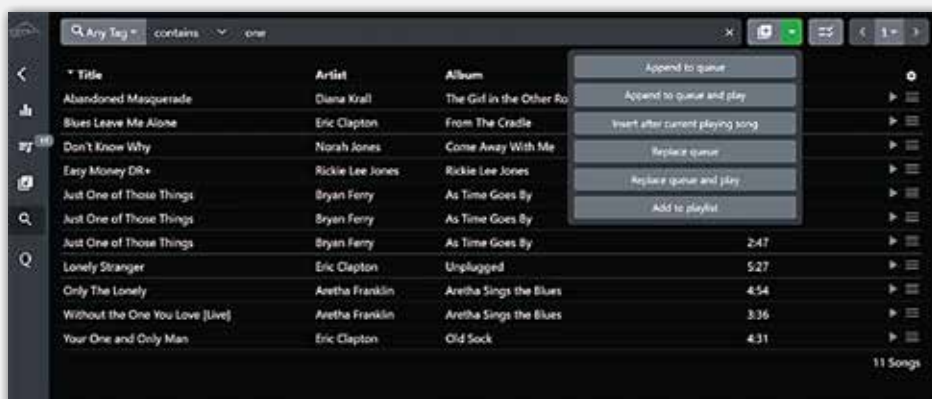 Any Tag contains one × 1
Title Artist Album
Append to queue
Abandoned Masquerade Diana Krall The Girl in the Other Ro
Append to queue and play
Blues Leave Me Alone Eric Clapton From The Cradle
Insert after current playing song
Don't Know Why Norah Jones Come Away With Me
Replace queue
Easy Money DR+ Rickie Lee Jones Rickie Lee Jones
Replace queue and play
Just One of Those Things Bryan Ferry As Time Goes By
Add to playlist
Just One of Those Things Bryan Ferry As Time Goes By
Just One of Those Things Bryan Ferry As Time Goes By 2:47
Lonely Stranger Eric Clapton Unplugged 5:27
Q
Only The Lonely Aretha Franklin Aretha Sings the Blues 4:54
Without the One You Love [Live] Aretha Franklin Aretha Sings the Blues 3:36
Your One and Only Man Eric Clapton Old Sock 4:31
11 Songs